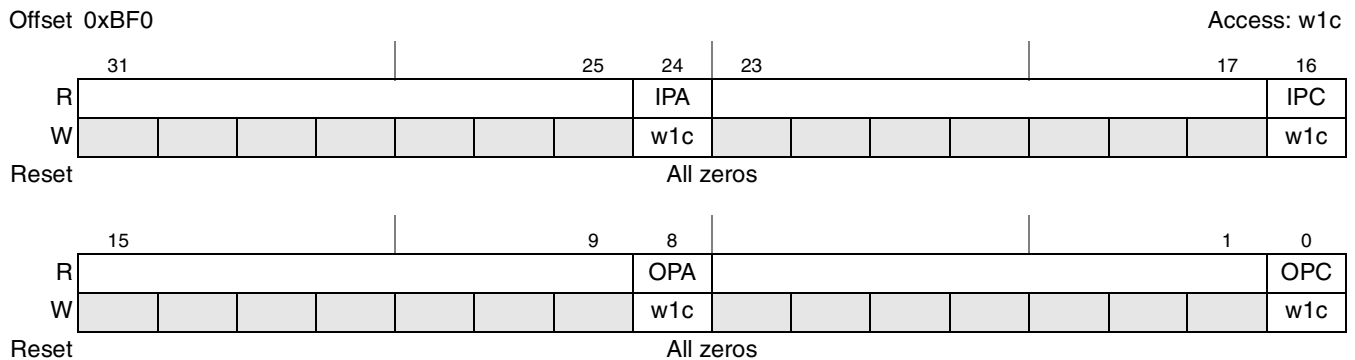 Offset 0xBF0 Access: w1c
31 25 24 23 17 16
R IPA IPC
W w1c w1c
Reset All zeros
15 9 8 1 0
R OPA OPC
W w1c w1c
Reset All zeros